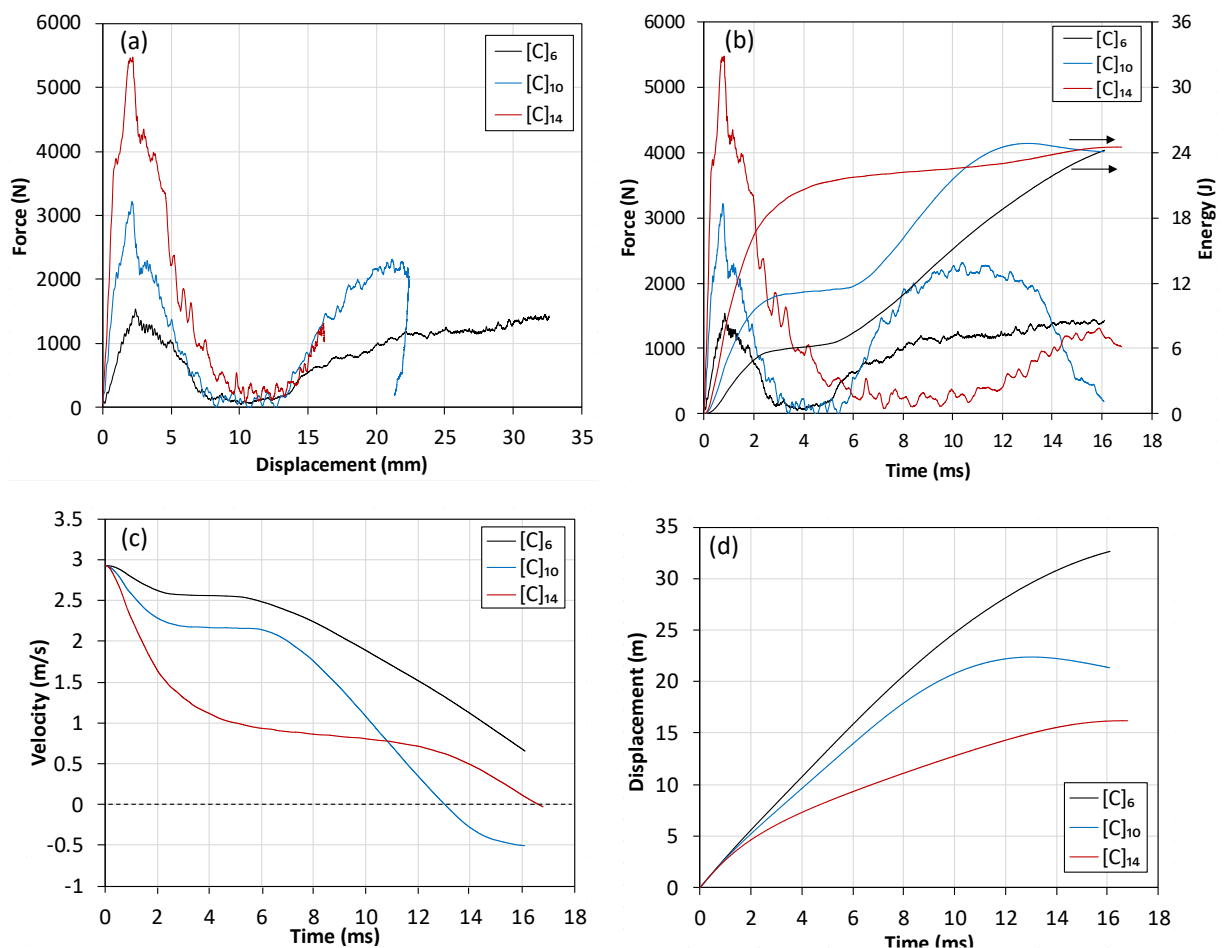 (a)
[C]₆
[C]₁₀
[C]₁₄
Force (N)
6000
5000
4000
3000
2000
1000
0
0 5 10 15 20 25 30 35
Displacement (mm)
(b)
[C]₆
[C]₁₀
[C]₁₄
Force (N)
6000
5000
4000
3000
2000
1000
0
36
30
24
18
12
6
0
Energy (J)
0 2 4 6 8 10 12 14 16 18
Time (ms)
(c)
[C]₆
[C]₁₀
[C]₁₄
Velocity (m/s)
3.5
3
2.5
2
1.5
1
0.5
0
-0.5
-1
0 2 4 6 8 10 12 14 16 18
Time (ms)
(d)
Displacement (m)
35
30
25
20
15
10
5
0
[C]₆
[C]₁₀
[C]₁₄
0 2 4 6 8 10 12 14 16 18
Time (ms)